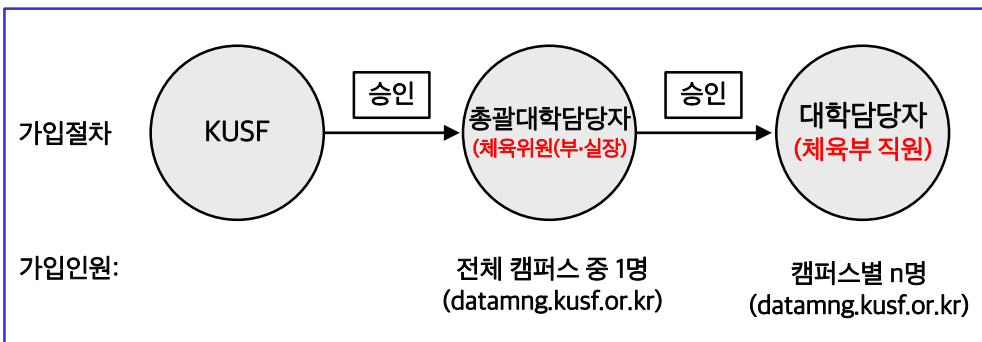 승인
승인
가입절차
KUSF
총괄대학담당자
(체육위원(부·실장)
대학담당자
(체육부 직원)
가입인원:
전체 캠퍼스 중 1명
(datamng.kusf.or.kr)
캠퍼스별 n명
(datamng.kusf.or.kr)